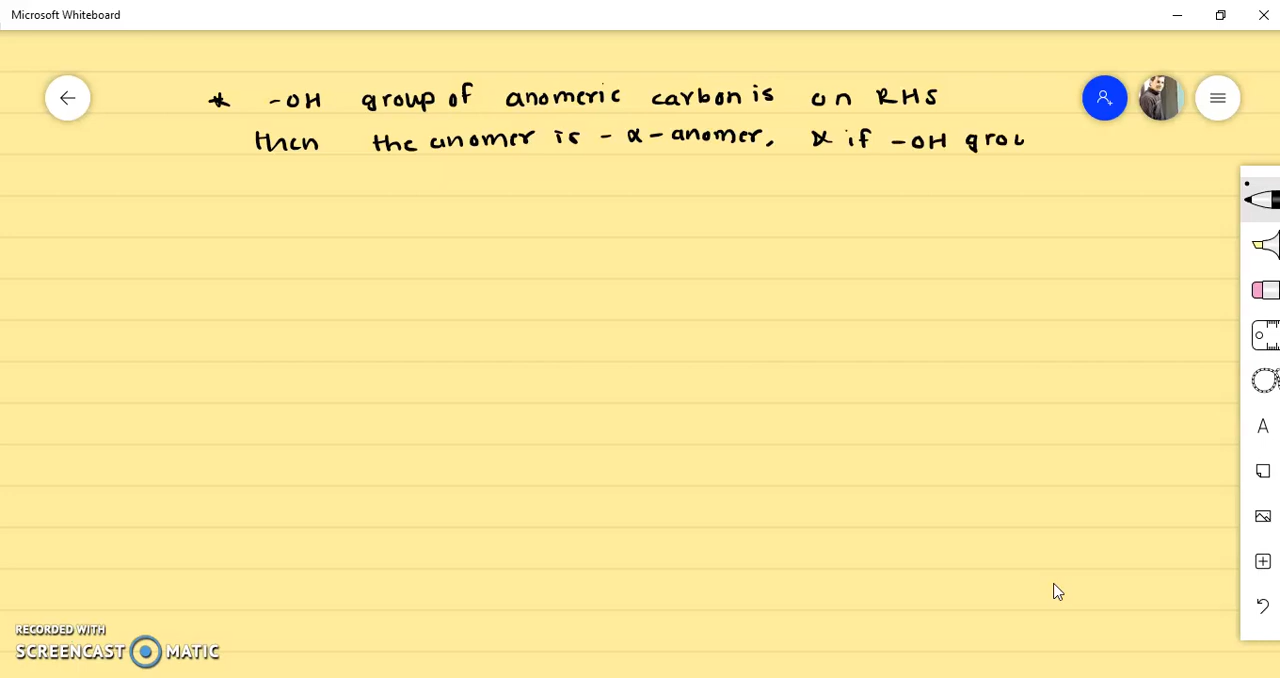 Microsoft Whiteboard
* -OH group of anomeric carbon is on RHS
then the anomer is - α - anomer, & if -OH grou
A
RECORDED WITH
SCREENCAST MATIC